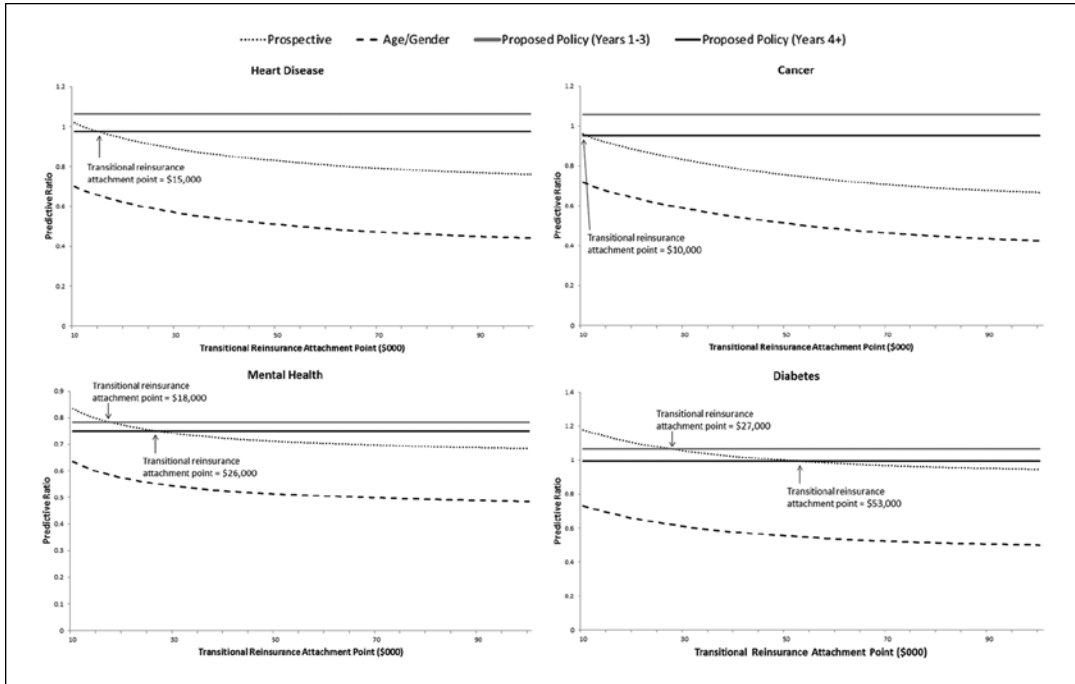 Prospective Age/Gender Proposed Policy (Years 1-3) Proposed Policy (Years 4+)
Heart Disease
1.2
1
0.8
0.6
0.4
0.2
0
Predictive Ratio
Transitional reinsurance
attachment point = $15,000
10 30 50 70 90
Transitional Reinsurance Attachment Point ($000)
Cancer
1.2
1
0.8
0.6
0.4
0.2
0
Predictive Ratio
Transitional reinsurance
attachment point = $10,000
10 30 50 70 90
Transitional Reinsurance Attachment Point ($000)
Mental Health
0.9
0.8
0.7
0.6
0.5
0.4
0.3
0.2
0.1
0
Predictive Ratio
Transitional reinsurance
attachment point = $18,000
Transitional reinsurance
attachment point = $26,000
10 30 50 70 90
Transitional Reinsurance Attachment Point ($000)
Diabetes
1.4
1.2
1
0.8
0.6
0.4
0.2
0
Predictive Ratio
Transitional reinsurance
attachment point = $27,000
Transitional reinsurance
attachment point = $53,000
10 30 50 70 90
Transitional Reinsurance Attachment Point ($000)